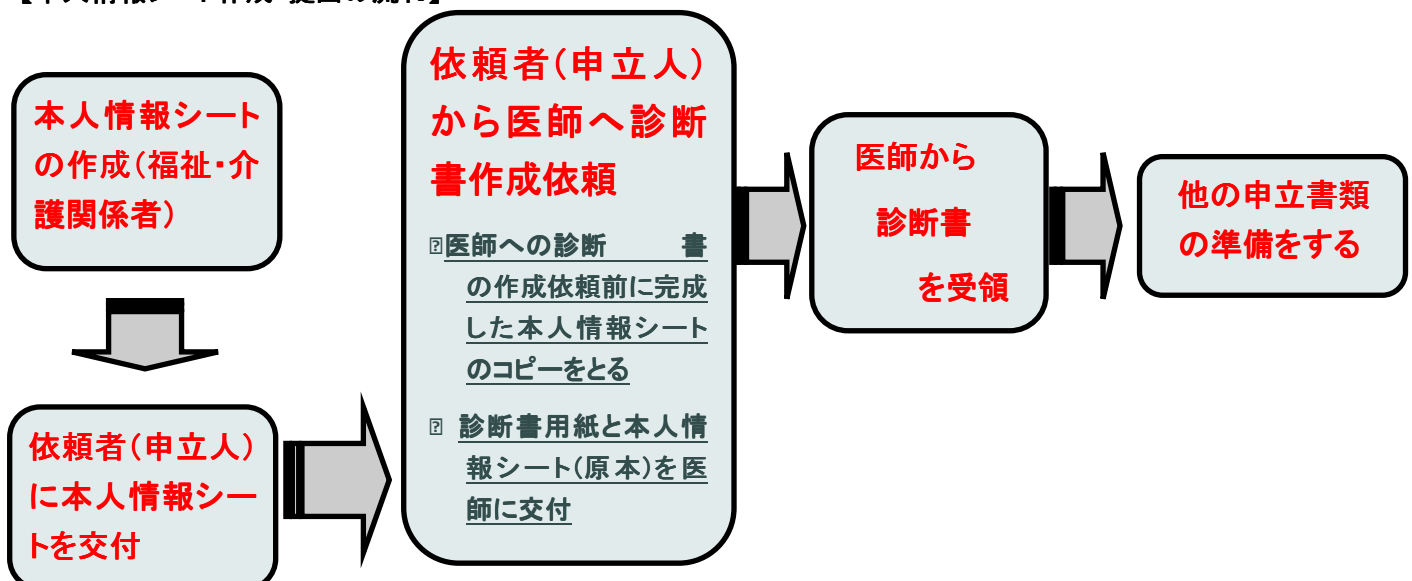 本人情報シートの作成(福祉・介護関係者)
依頼者(申立人)に本人情報シートを交付
依頼者(申立人)
から医師へ診断
書作成依頼
医師への診断 書
の作成依頼前に完成
した本人情報シート
のコピーをとる
診断書用紙と本人情
報シート(原本)を医
師に交付
医師から
診断書
を受領
他の申立書類
の準備をする